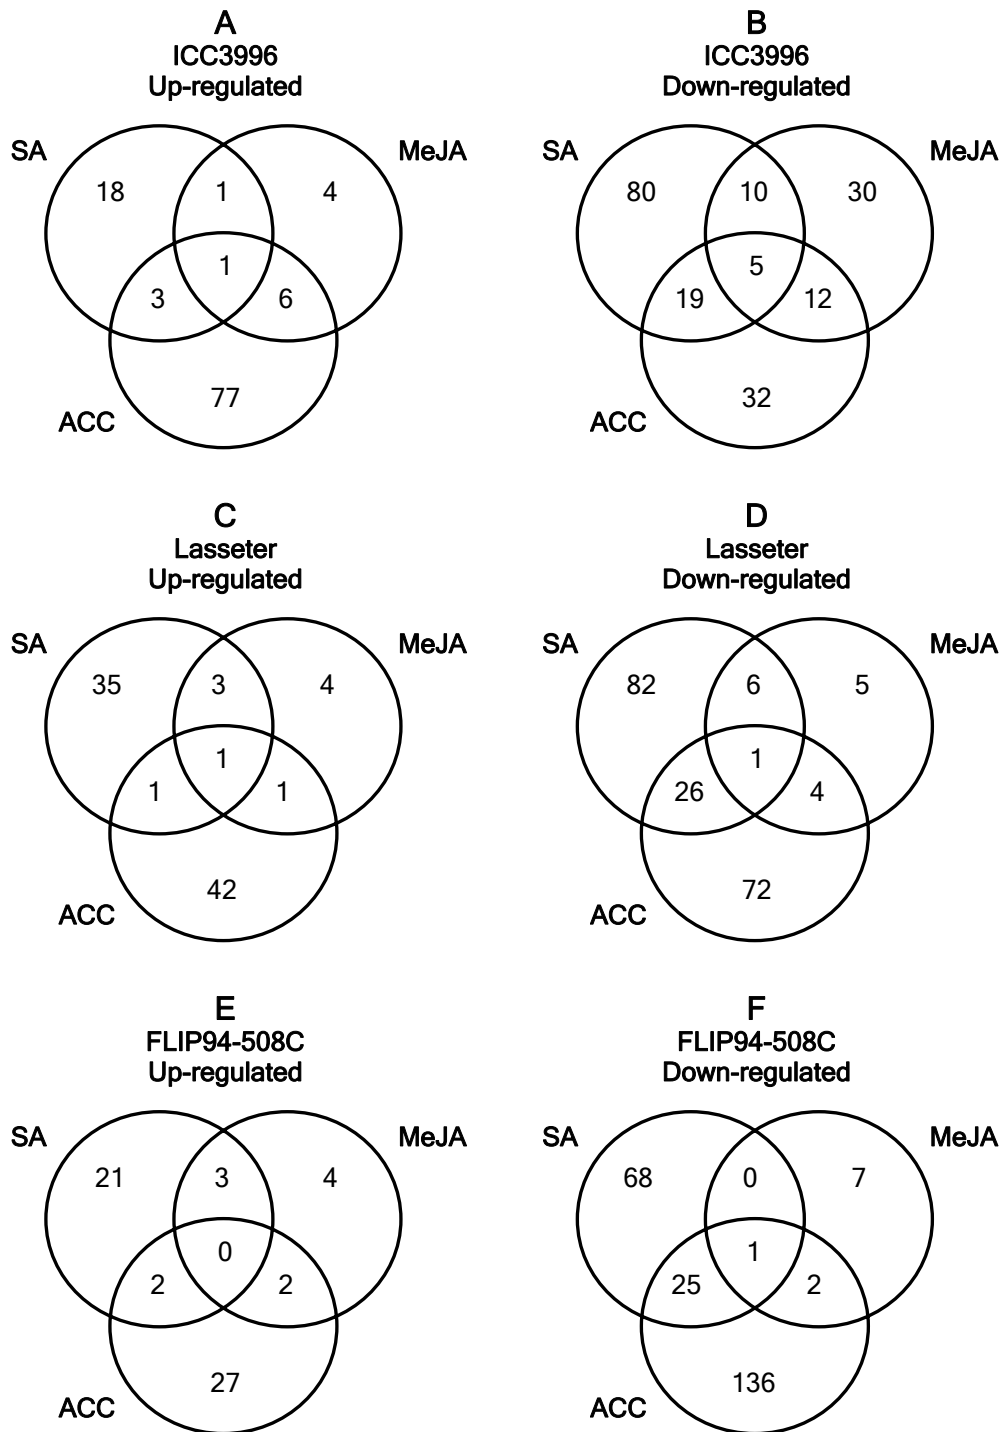 A
ICC3996
Up-regulated
SA
MeJA
18
1
4
1
3
6
77
ACC
B
ICC3996
Down-regulated
SA
MeJA
80
10
30
5
19
12
32
ACC
C
Lasseter
Up-regulated
SA
MeJA
35
3
4
1
1
1
42
ACC
D
Lasseter
Down-regulated
SA
MeJA
82
6
5
1
26
4
72
ACC
E
FLIP94-508C
Up-regulated
SA
MeJA
21
3
4
0
2
2
27
ACC
F
FLIP94-508C
Down-regulated
SA
MeJA
68
0
7
1
25
2
136
ACC